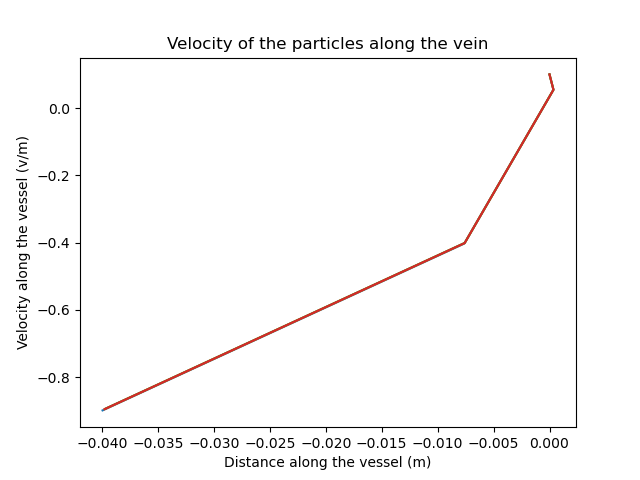 Velocity of the particles along the vein
Velocity along the vessel (v/m)
0.0
−0.2
−0.4
−0.6
−0.8
−0.040 −0.035 −0.030 −0.025 −0.020 −0.015 −0.010 −0.005 0.000
Distance along the vessel (m)